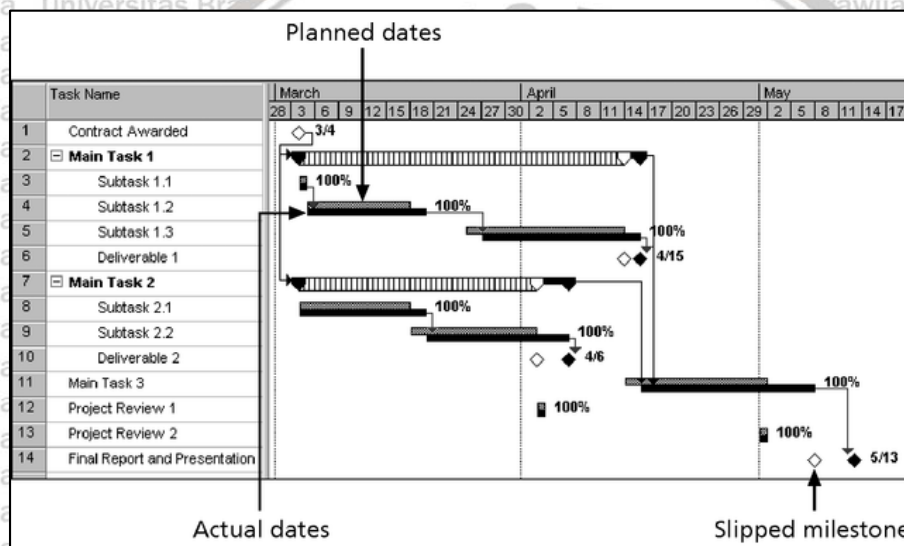 Universitas Bra
awijaya
Planned dates
Task Name March April May
28 3 6 9 12 15 18 21 24 27 30 2 5 8 11 14 17 20 23 26 29 2 5 8 11 14 17
1 Contract Awarded 3/4
2 Main Task 1
3 Subtask 1.1 100%
4 Subtask 1.2 100%
5 Subtask 1.3 100%
6 Deliverable 1 4/15
7 Main Task 2
8 Subtask 2.1 100%
9 Subtask 2.2 100%
10 Deliverable 2 4/6
11 Main Task 3 100%
12 Project Review 1 100%
13 Project Review 2 100%
14 Final Report and Presentation 5/13
Actual dates Slipped milestone